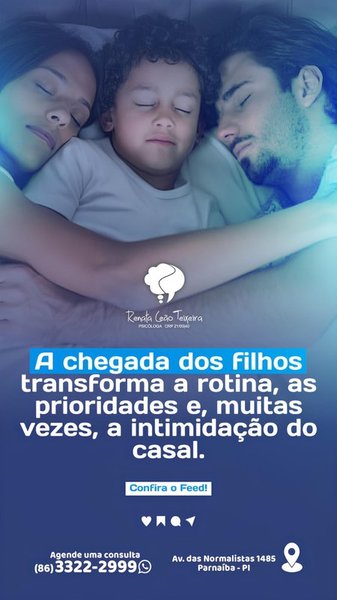 Renata Leão Teixeira
A chegada dos filhos
transforma a rotina, as
prioridades e, muitas
vezes, a intimidação do
casal.
Confira o Feed!
Agende uma consulta
(86) 3322-2999
Av. das Normalistas 1485
Parnaíba - PI